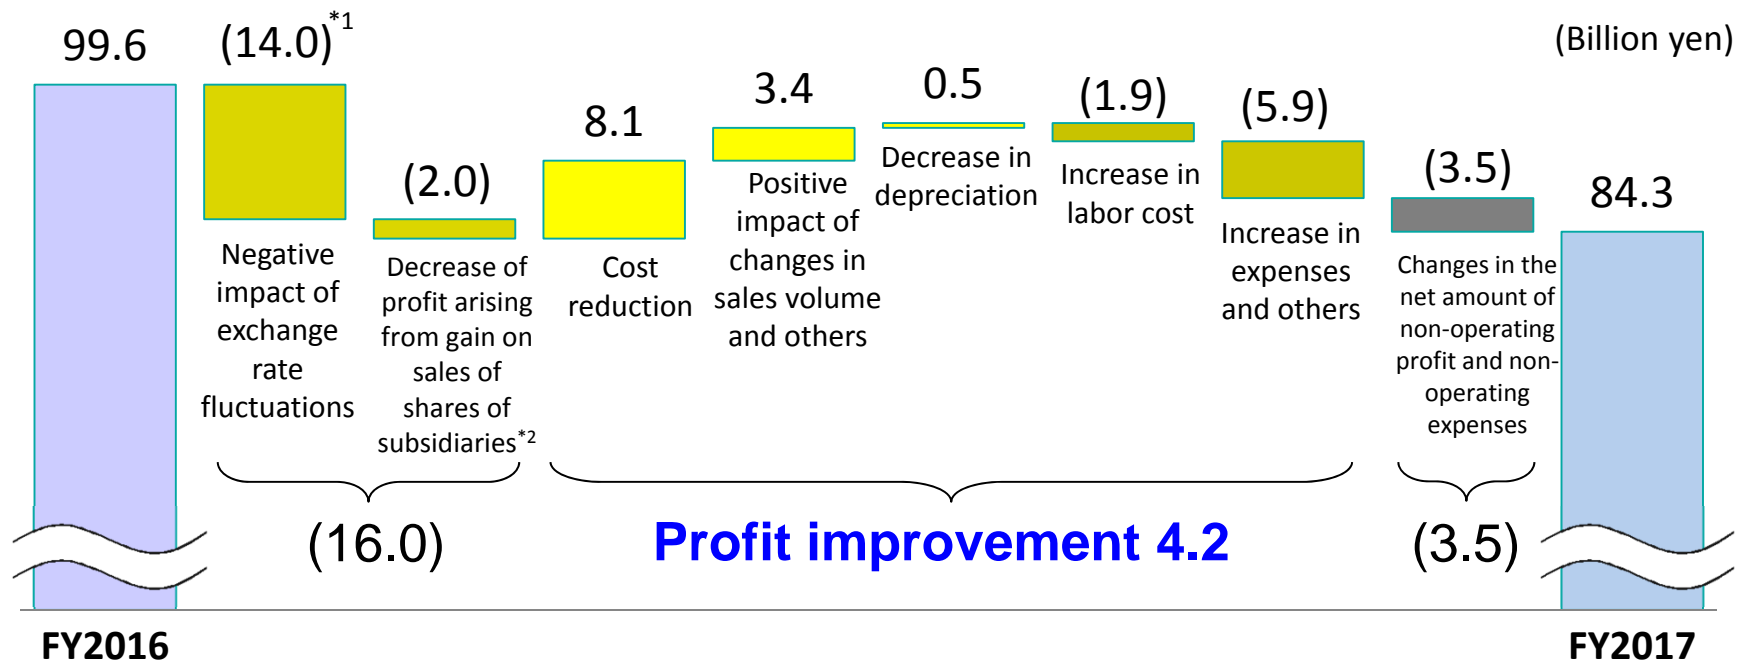 99.6
(14.0)*1
(2.0)
8.1
3.4
0.5
(1.9)
(5.9)
(3.5)
84.3
(Billion yen)
Negative
impact of
exchange
rate
fluctuations
Decrease of
profit arising
from gain on
sales of
shares of
subsidiaries*2
Cost
reduction
Positive
impact of
changes in
sales volume
and others
Decrease in
depreciation
Increase in
labor cost
Increase in
expenses
and others
Changes in the
net amount of
non-operating
profit and non-
operating
expenses
(16.0)
Profit improvement 4.2
(3.5)
FY2016
FY2017